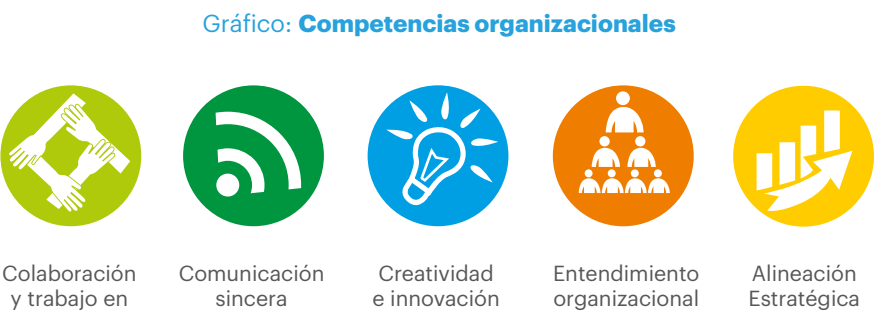 Gráfico: Competencias organizacionales
Colaboración
y trabajo en
Comunicación
sincera
Creatividad
e innovación
Entendimiento
organizacional
Alineación
Estratégica